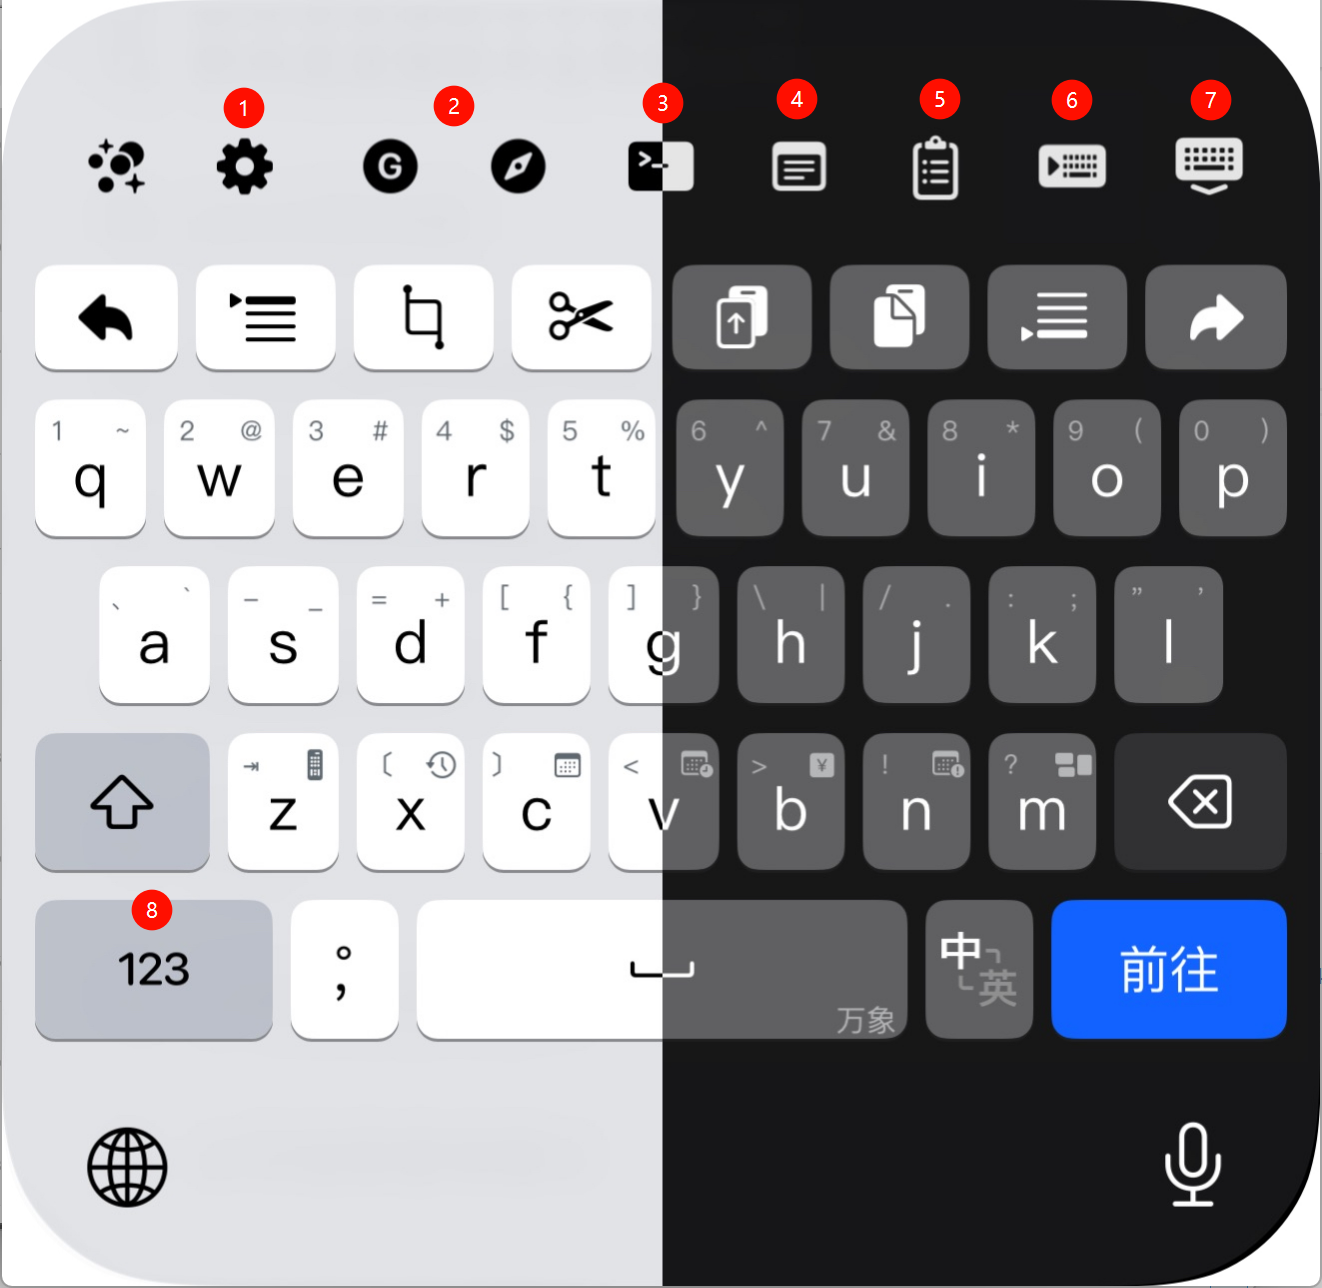 1 2 3 4 5 6 7
G >-
1 ~ 2 @ 3 # 4 $ 5 % 6 ^ 7 & 8 * 9 ( 0 )
q w e r t y u i o p
、 ` – _ = + [ { ] } \ | / . : ; ” ’
a s d f g h j k l
⇥ 〔 〕 < > ¥ ! ?
z x c v b n m
8
123 ° , 中 英 前往
万象